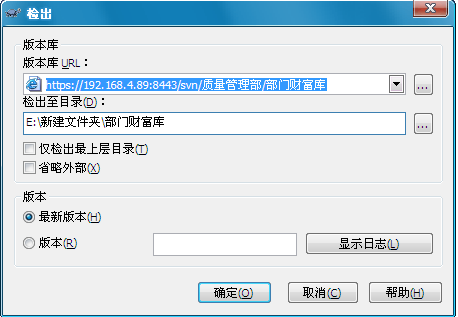 检出
版本库
版本库 URL：
https://192.168.4.89:8443/svn/质量管理部/部门财富库
...
检出至目录(D)：
E:\新建文件夹\部门财富库
...
仅检出最上层目录(T)
省略外部(X)
版本
最新版本(H)
版本(R)
显示日志(L)
确定(O) 取消(C) 帮助(H)